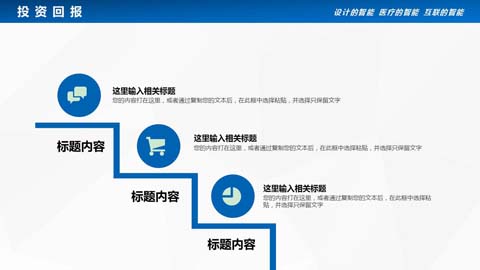 投资回报
设计的智能 医疗的智能 互联的智能
这里输入相关标题
您的内容打在这里，或者通过复制您的文本后，在此框中选择粘贴，并选择只保留文字
标题内容
这里输入相关标题
您的内容打在这里，或者通过复制您的文本后，在此框中选择粘贴，并选择只保留文字
标题内容
这里输入相关标题
您的内容打在这里，或者通过复制您的文本后，在此框中选择粘
贴，并选择只保留文字
标题内容